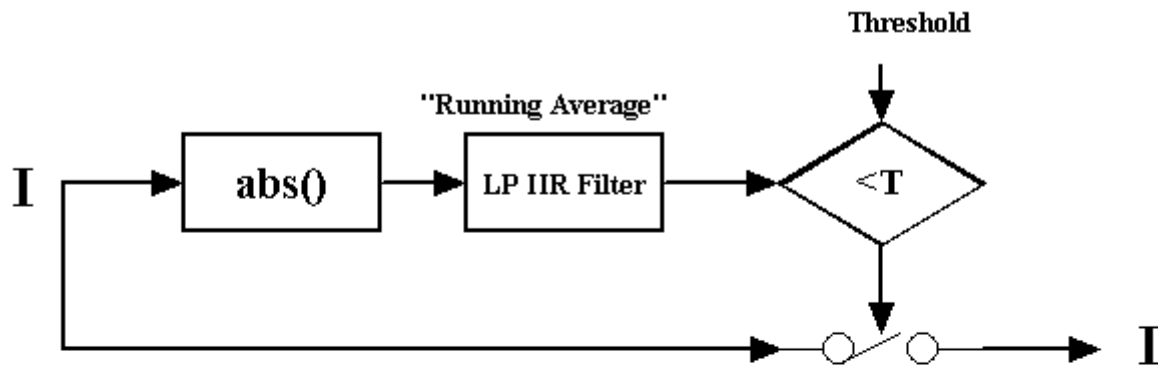 Threshold
"Running Average"
I
abs()
LP IIR Filter
<T
I